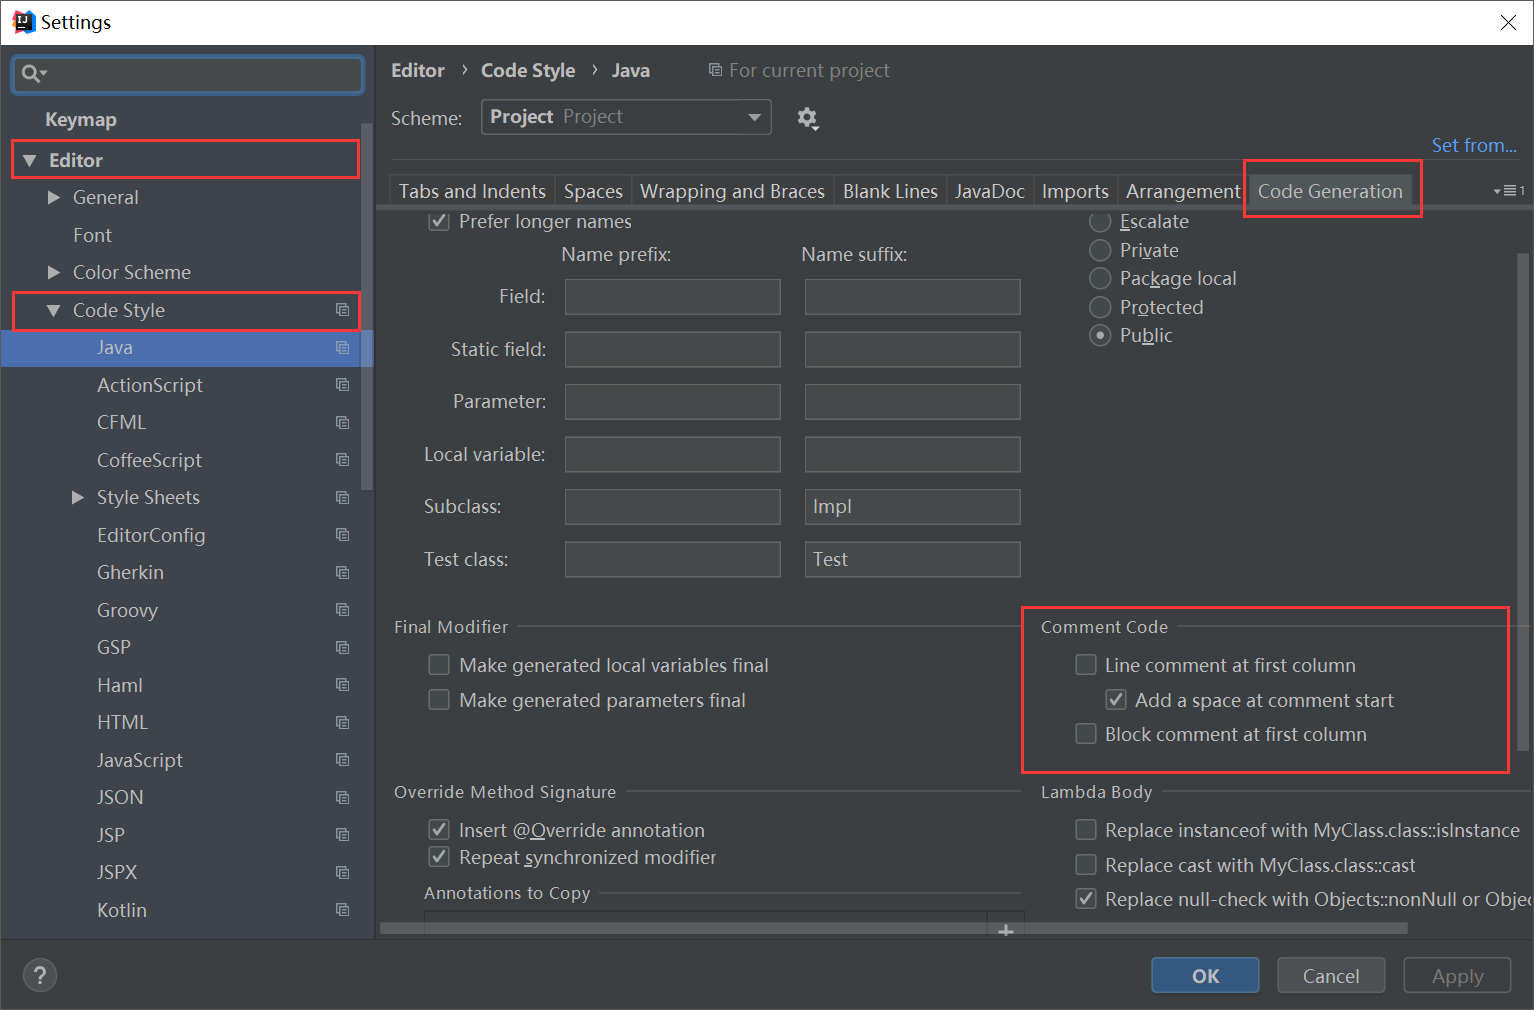 Settings
Keymap
Editor
General
Font
Color Scheme
Code Style
Java
ActionScript
CFML
CoffeeScript
Style Sheets
EditorConfig
Gherkin
Groovy
GSP
Haml
HTML
JavaScript
JSON
JSP
JSPX
Kotlin
Editor › Code Style › Java For current project
Scheme: Project Project
Set from...
Tabs and Indents Spaces Wrapping and Braces Blank Lines JavaDoc Imports Arrangement Code Generation 1
Prefer longer names
Name prefix: Name suffix:
Field:
Static field:
Parameter:
Local variable:
Subclass: Impl
Test class: Test
Escalate
Private
Package local
Protected
Public
Final Modifier
Make generated local variables final
Make generated parameters final
Comment Code
Line comment at first column
Add a space at comment start
Block comment at first column
Override Method Signature
Insert @Override annotation
Repeat synchronized modifier
Annotations to Copy
Lambda Body
Replace instanceof with MyClass.class::isInstance
Replace cast with MyClass.class::cast
Replace null-check with Objects::nonNull or Obje
?
OK Cancel Apply